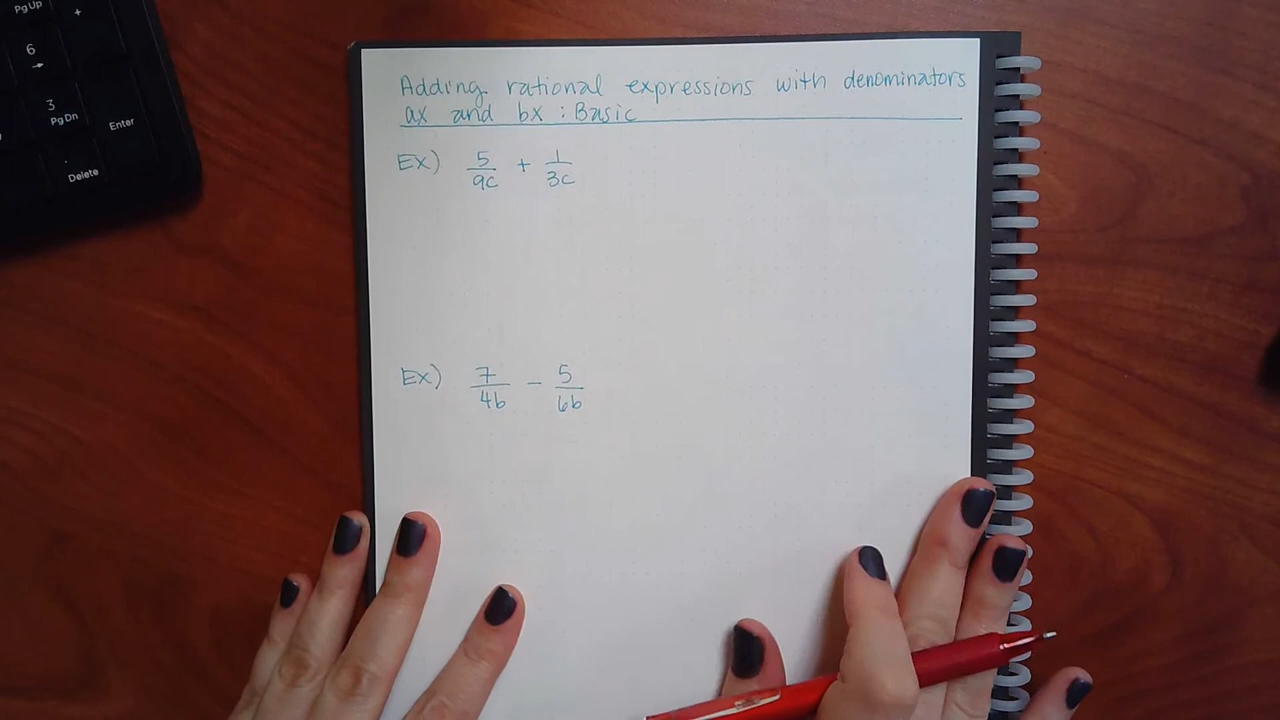 PgUp
+
6
→
3
PgDn
Enter
.
Delete
Adding rational expressions with denominators
ax and bx : Basic
Ex) 5/9c + 1/3c
Ex) 7/4b - 5/6b